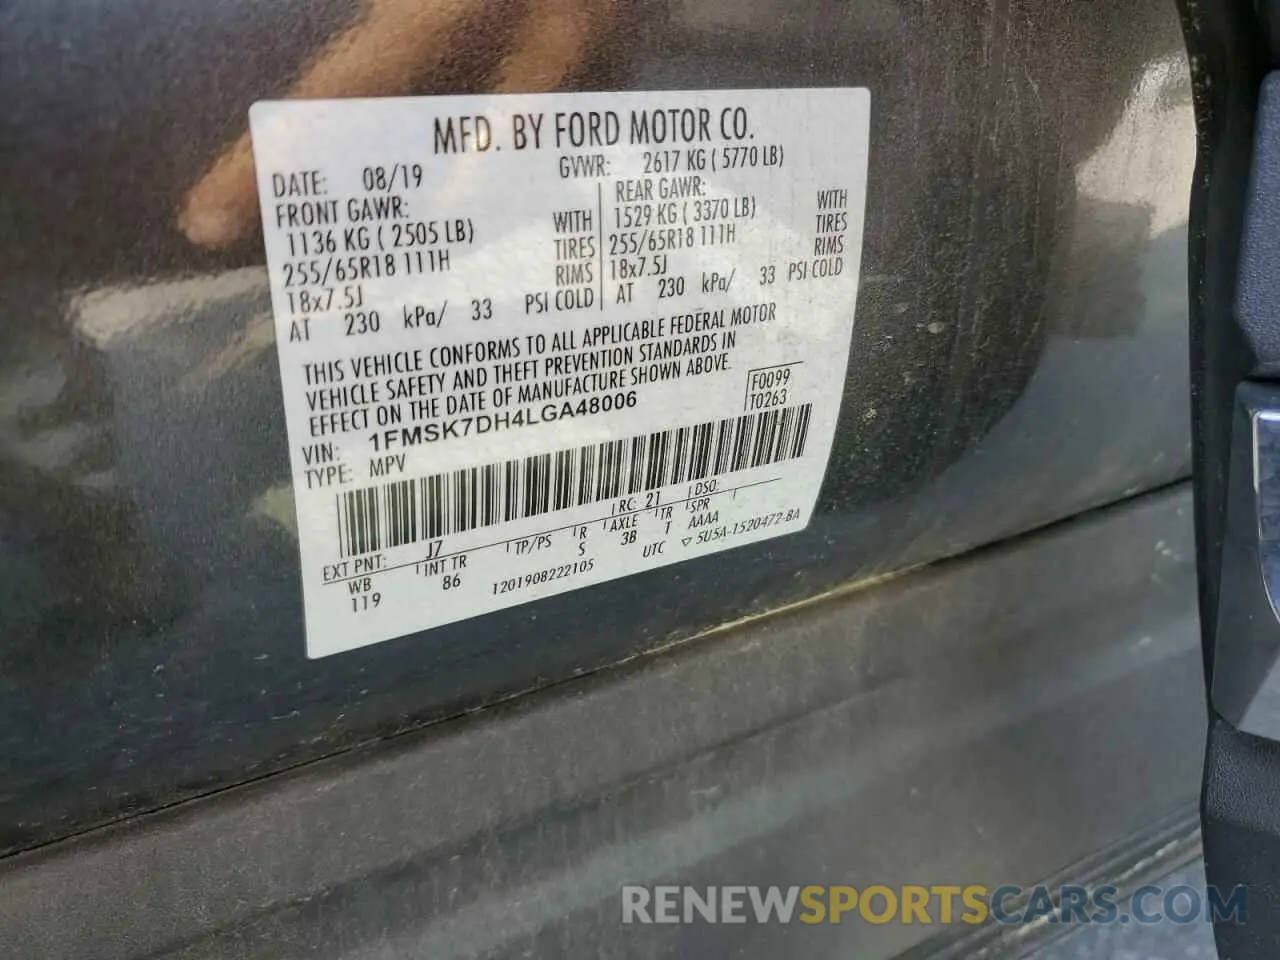 MFD. BY FORD MOTOR CO.
DATE: 08/19 GVWR: 2617 KG ( 5770 LB)
FRONT GAWR: REAR GAWR:
1136 KG ( 2505 LB) WITH 1529 KG ( 3370 LB) WITH
255/65R18 111H TIRES 255/65R18 111H TIRES
18x7.5J RIMS 18x7.5J RIMS
AT 230 kPa/ 33 PSI COLD AT 230 kPa/ 33 PSI COLD
THIS VEHICLE CONFORMS TO ALL APPLICABLE FEDERAL MOTOR
VEHICLE SAFETY AND THEFT PREVENTION STANDARDS IN
EFFECT ON THE DATE OF MANUFACTURE SHOWN ABOVE.
VIN: 1FMSK7DH4LGA48006 F0099
TYPE: MPV T0263
EXT PNT: J7 RC: 21 DSO:
WB INT TR TP/PS R AXLE TR SPR
119 86 S 3B T AAAA
1201908222105 UTC ▽ 5U5A-1520472-BA
RENEWSPORTSCARS.COM